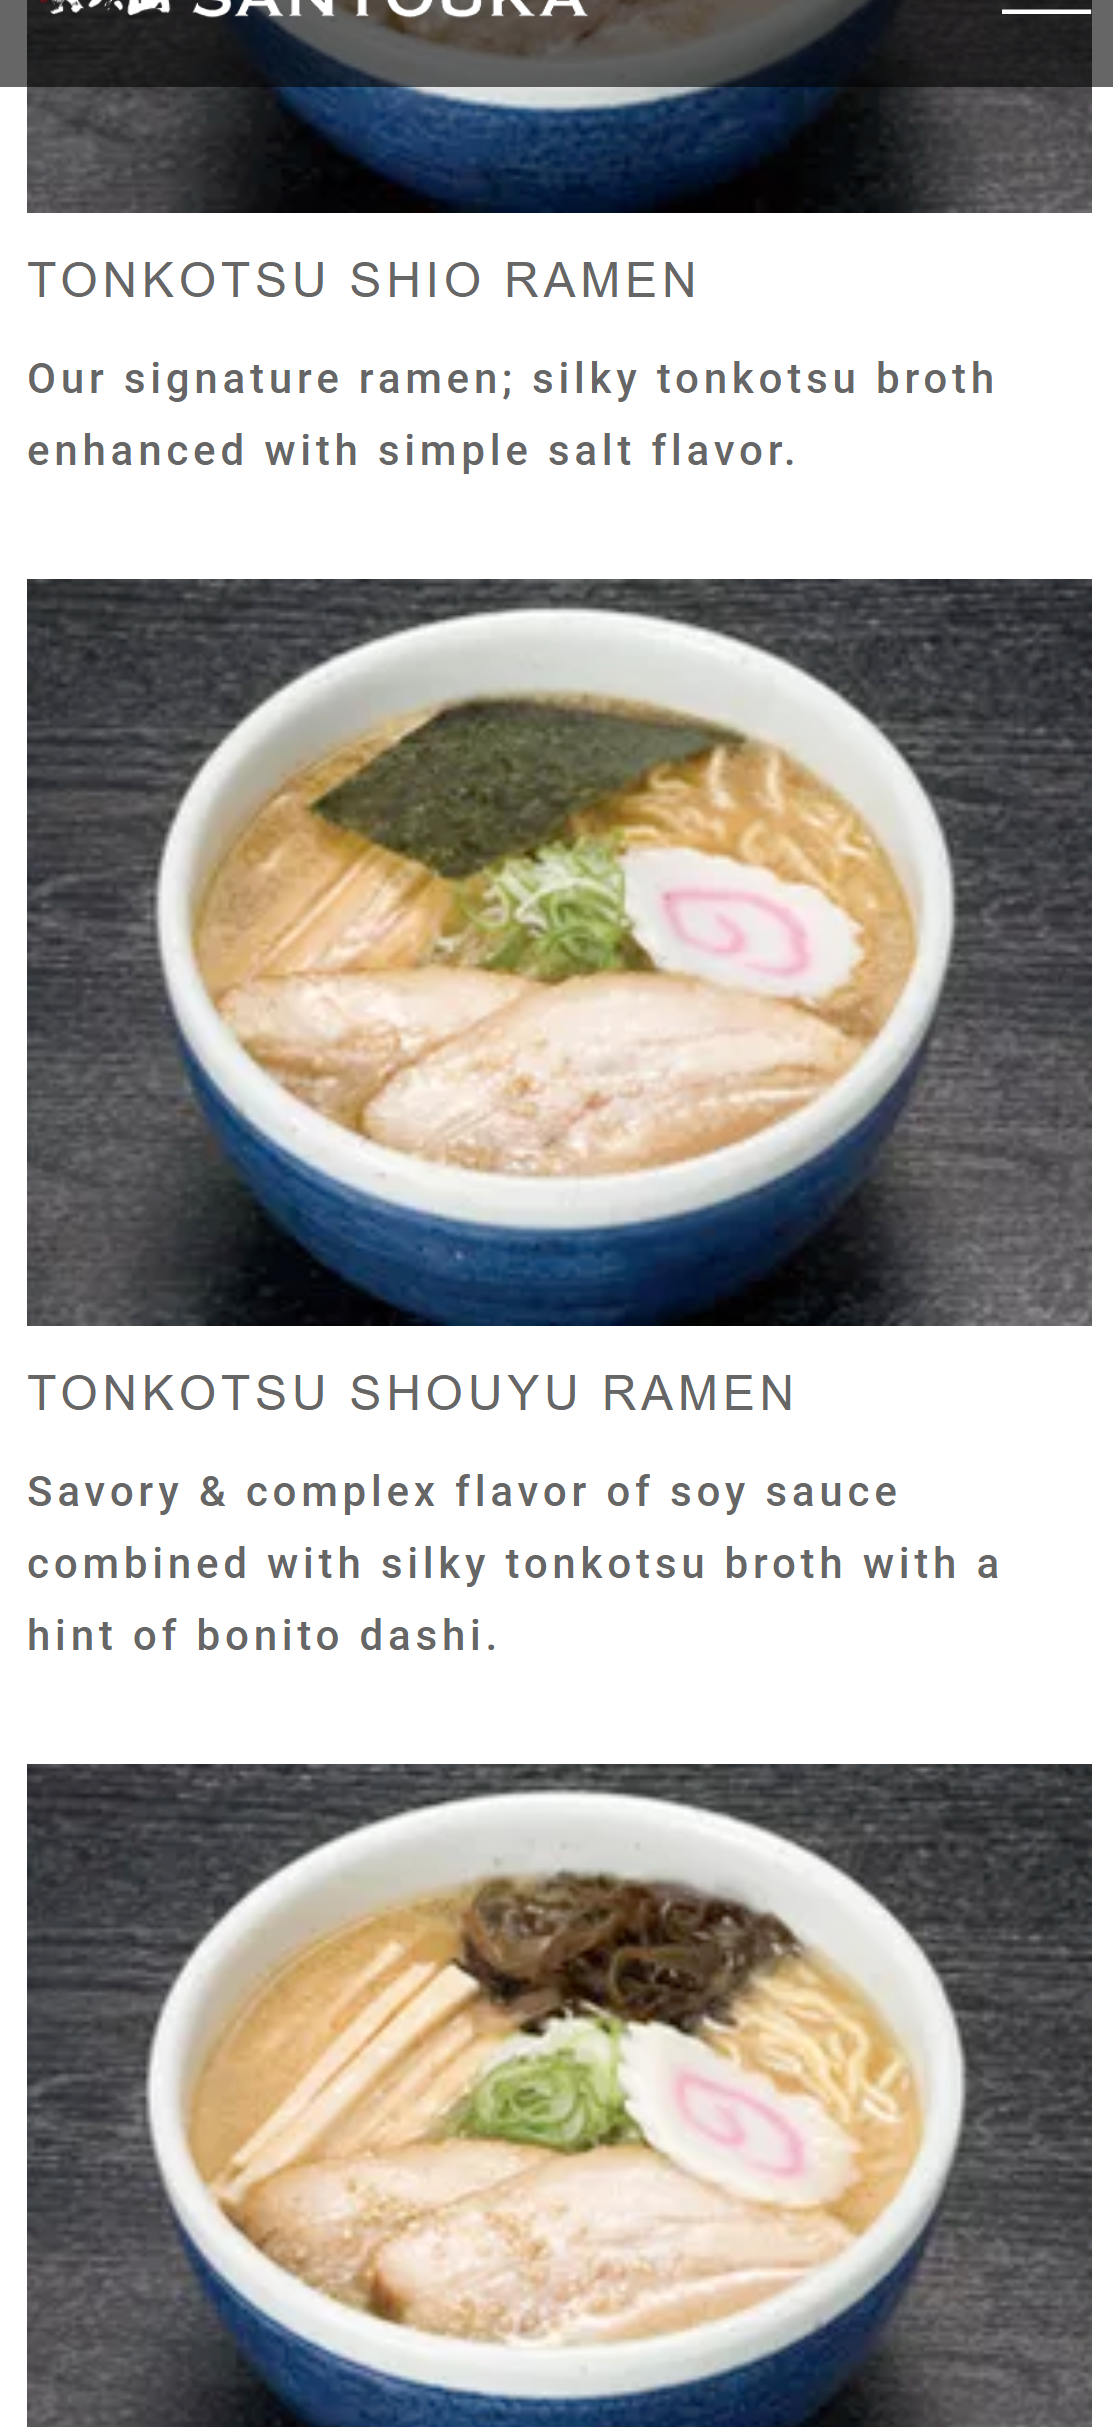 SANTOUKA
TONKOTSU SHIO RAMEN
Our signature ramen; silky tonkotsu broth
enhanced with simple salt flavor.
TONKOTSU SHOUYU RAMEN
Savory & complex flavor of soy sauce
combined with silky tonkotsu broth with a
hint of bonito dashi.